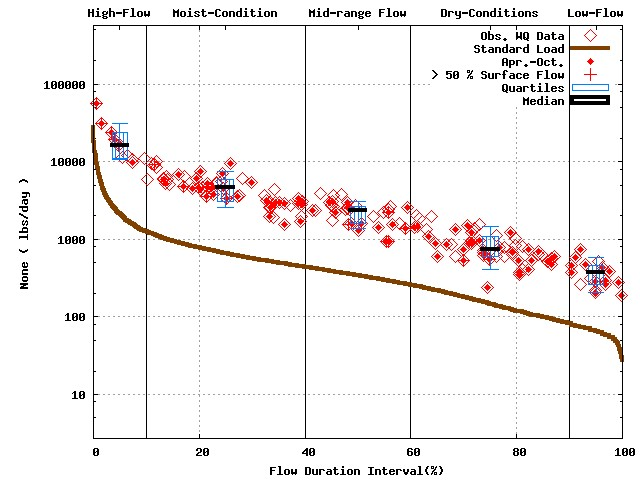 High-Flow Moist-Condition Mid-range Flow Dry-Conditions Low-Flow
Obs. WQ Data
Standard Load
Apr.-Oct.
> 50 % Surface Flow
Quartiles
Median
100000
10000
1000
100
10
None ( lbs/day )
0 20 40 60 80 100
Flow Duration Interval(%)